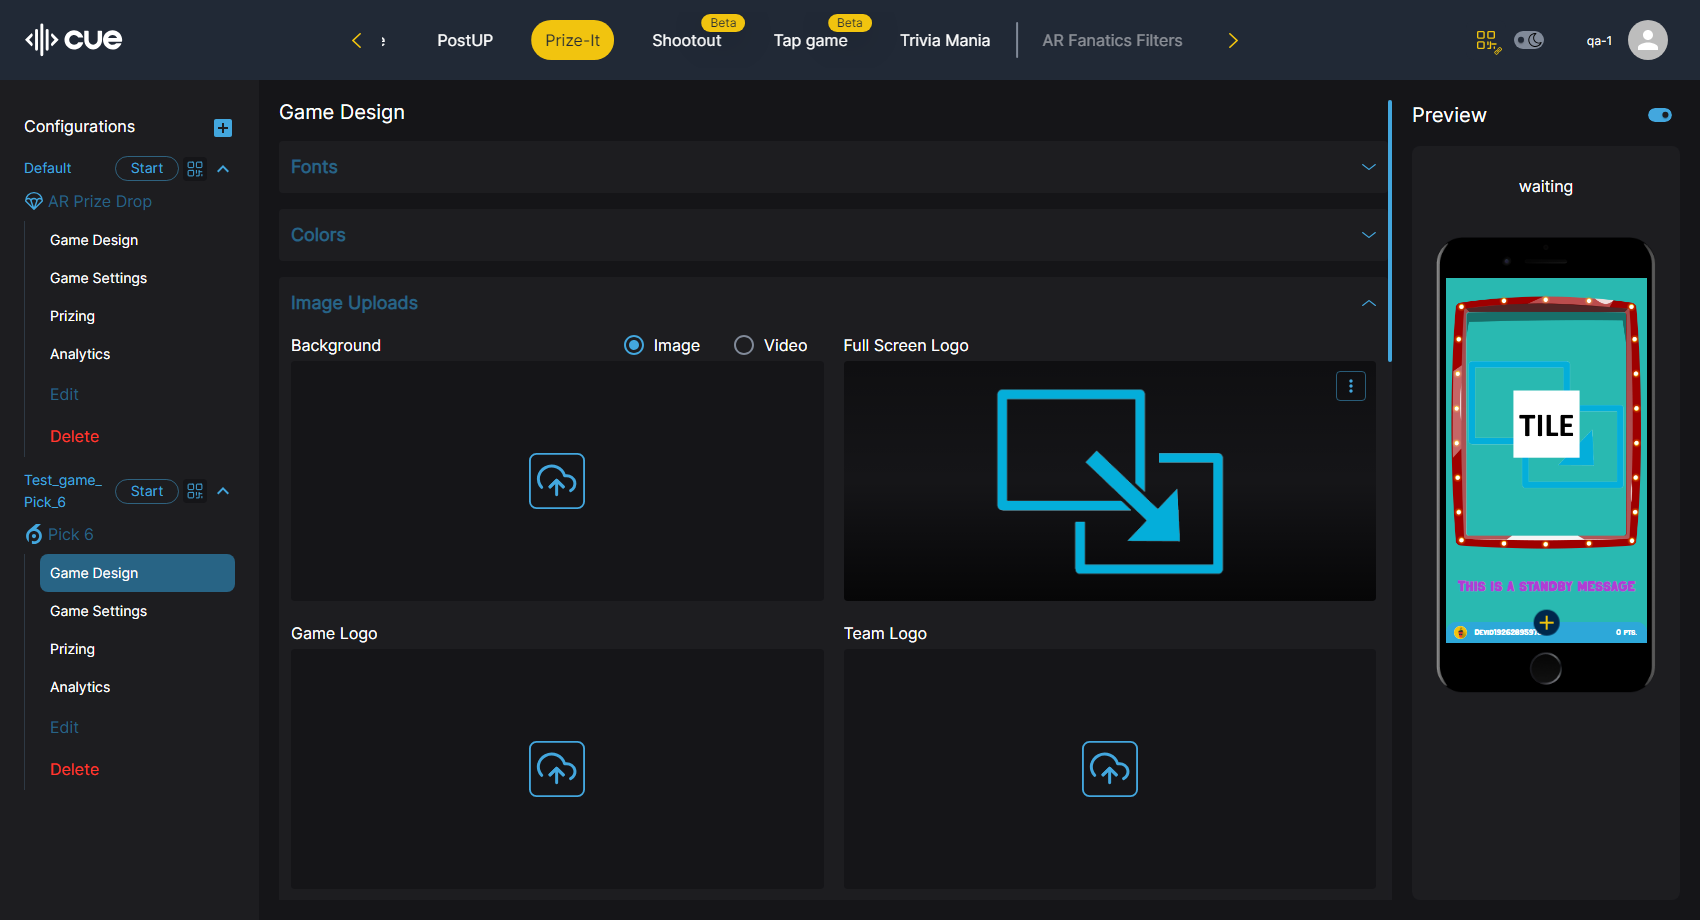 cue
PostUP
Prize-It
Shootout
Beta
Tap game
Beta
Trivia Mania
AR Fanatics Filters
qa-1
Configurations
Default
Start
AR Prize Drop
Game Design
Game Settings
Prizing
Analytics
Edit
Delete
Test_game_
Pick_6
Start
Pick 6
Game Design
Game Settings
Prizing
Analytics
Edit
Delete
Game Design
Fonts
Colors
Image Uploads
Background
Image
Video
Full Screen Logo
Game Logo
Team Logo
Preview
waiting
TILE
THIS IS A STANDBY MESSAGE
0 PTS.